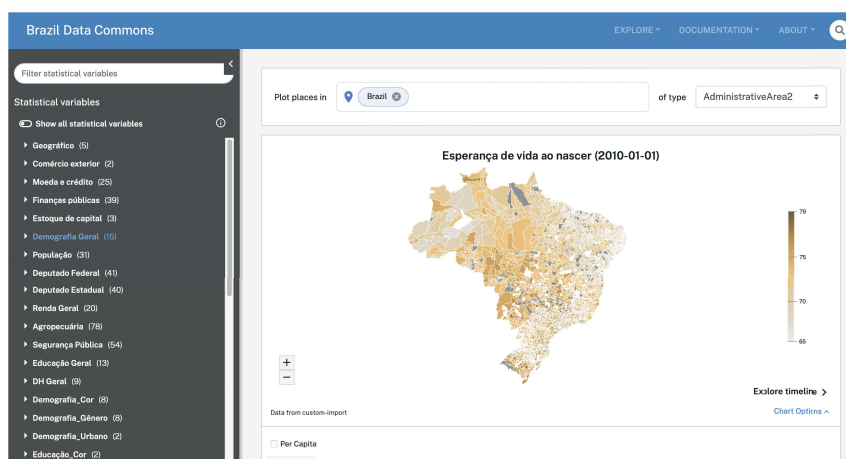 Brazil Data Commons
EXPLORE
DOCUMENTATION
ABOUT
Filter statistical variables
Statistical variables
Show all statistical variables
Geográfico (5)
Comércio exterior (2)
Moeda e crédito (25)
Finanças públicas (39)
Estoque de capital (3)
Demografia Geral (15)
População (31)
Deputado Federal (41)
Deputado Estadual (40)
Renda Geral (20)
Agropecuária (78)
Segurança Pública (54)
Educação Geral (13)
DH Geral (9)
Demografia_Cor (8)
Demografia_Gênero (8)
Demografia_Urbano (2)
Educação_Cor (2)
Plot places in
Brazil
of type
AdministrativeArea2
Esperança de vida ao nascer (2010-01-01)
79
75
70
65
+
−
Explore timeline >
Data from custom-import
Chart Options
Per Capita